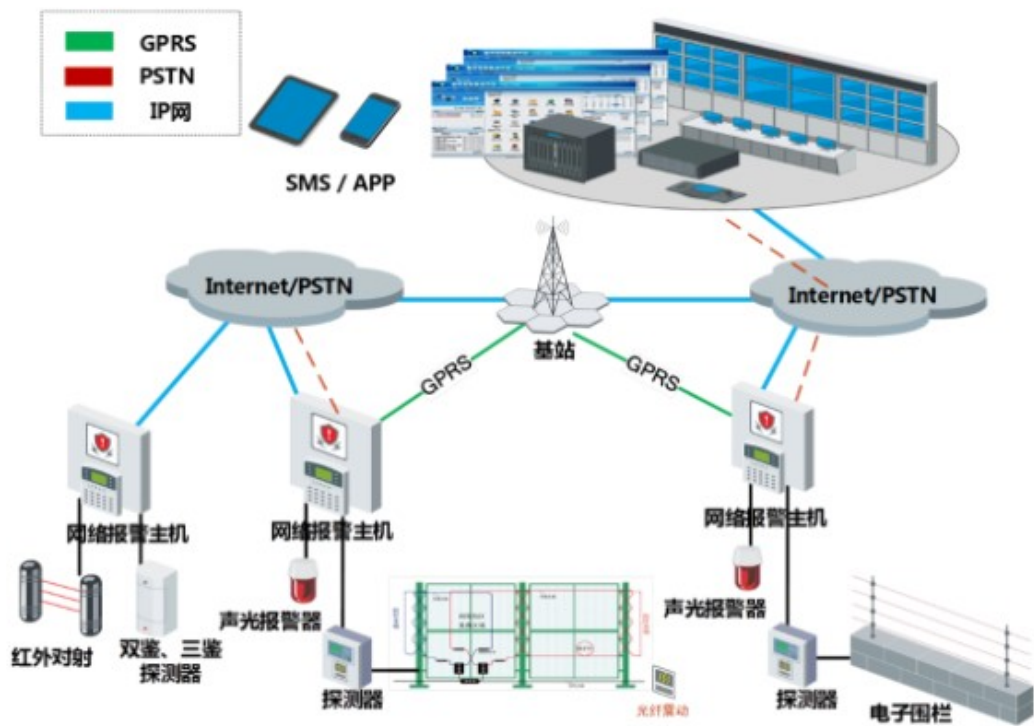 GPRS
PSTN
IP网
SMS / APP
Internet/PSTN
Internet/PSTN
基站
GPRS
GPRS
网络报警主机
网络报警主机
网络报警主机
声光报警器
声光报警器
红外对射
双鉴、三鉴
探测器
探测器
光纤震动
探测器
电子围栏